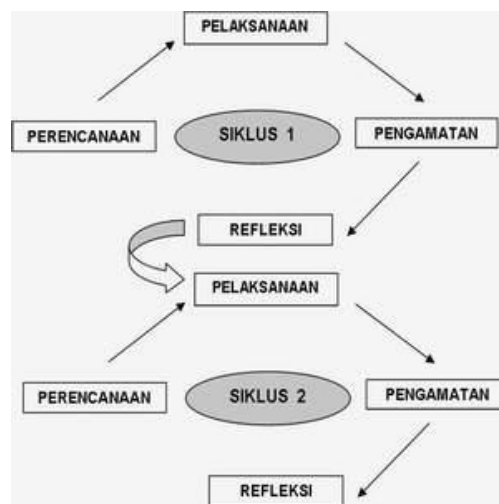 PELAKSANAAN
PERENCANAAN
SIKLUS 1
PENGAMATAN
REFLEKSI
PELAKSANAAN
PERENCANAAN
SIKLUS 2
PENGAMATAN
REFLEKSI